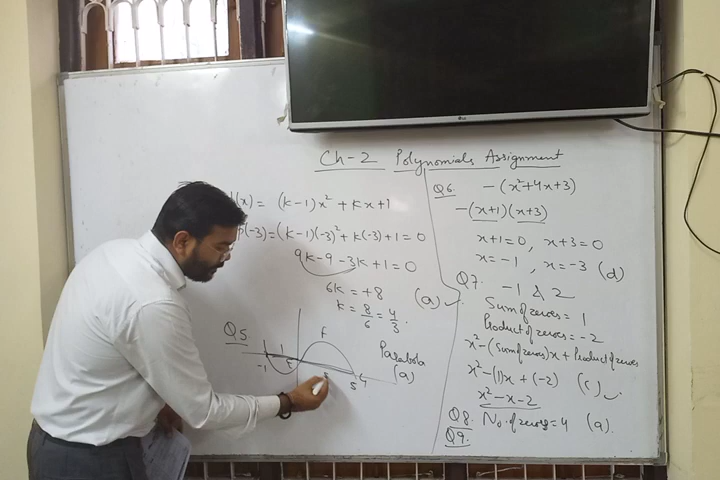 LG
Ch-2 Polynomials Assignment
(x) = (k-1)x² + kx + 1
p(-3) = (k-1)(-3)² + k(-3) + 1 = 0
9k - 9 - 3k + 1 = 0
6k = +8
k = 8/6 = 4/3.
(a)
Q5
-1
5
4
Parabola
(a)
Q6. -(x²+4x+3)
-(x+1)(x+3)
x+1=0, x+3=0
x=-1, x=-3 (d)
Q7. -1 & 2
Sum of zeroes = 1
Product of zeroes = -2
x² - (Sum of zeroes)x + Product of zeroes
x² - (1)x + (-2) (c)
x² - x - 2
Q8. No. of zeroes = 4 (a).
Q9.